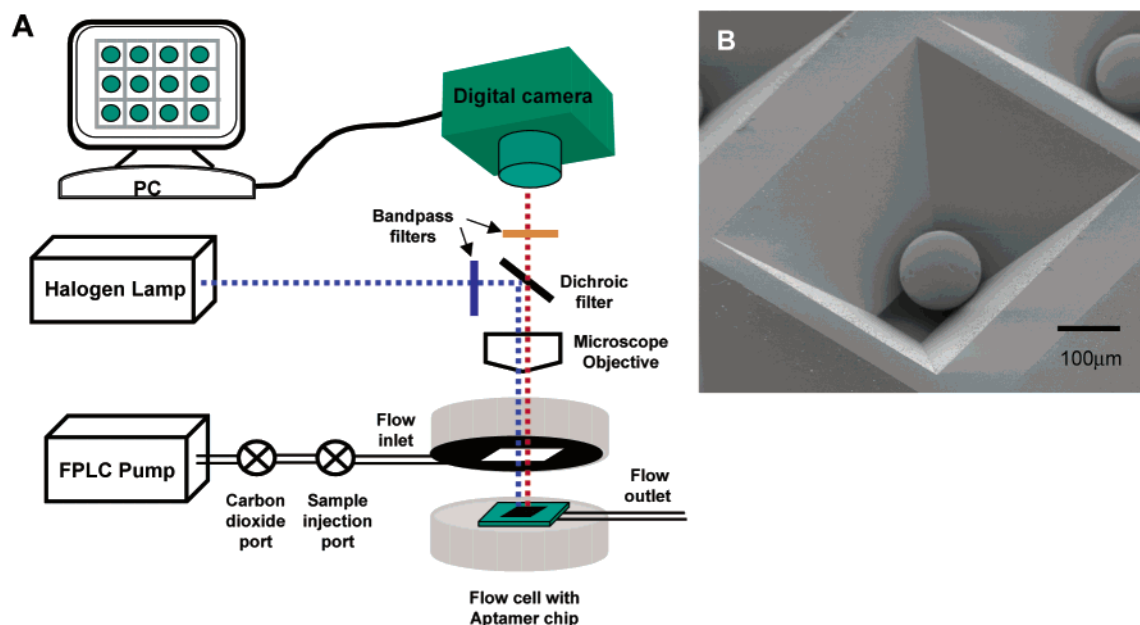 A
B
Digital camera
PC
Bandpass
filters
Halogen Lamp
Dichroic
filter
Microscope
Objective
100μm
Flow
inlet
FPLC Pump
Carbon
dioxide
port
Sample
injection
port
Flow
outlet
Flow cell with
Aptamer chip